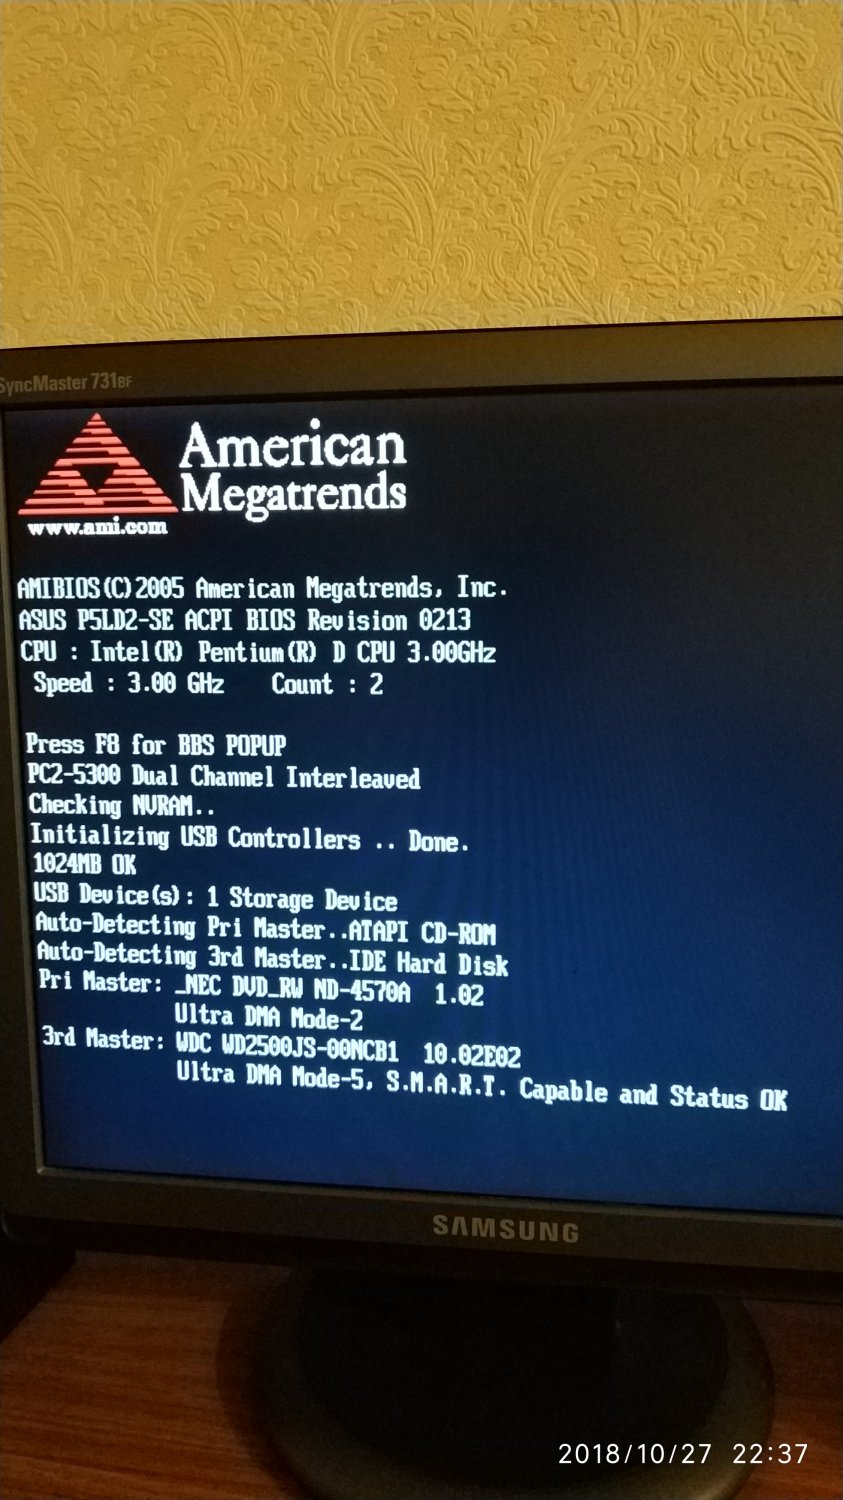 SyncMaster 731BF
American
Megatrends
www.ami.com
AMIBIOS(C)2005 American Megatrends, Inc.
ASUS P5LD2-SE ACPI BIOS Revision 0213
CPU : Intel(R) Pentium(R) D CPU 3.00GHz
Speed : 3.00 GHz Count : 2
Press F8 for BBS POPUP
PC2-5300 Dual Channel Interleaved
Checking NVRAM..
Initializing USB Controllers .. Done.
1024MB OK
USB Device(s): 1 Storage Device
Auto-Detecting Pri Master..ATAPI CD-ROM
Auto-Detecting 3rd Master..IDE Hard Disk
Pri Master: _NEC DVD_RW ND-4570A 1.02
Ultra DMA Mode-2
3rd Master: WDC WD2500JS-00NCB1 10.02E02
Ultra DMA Mode-5, S.M.A.R.T. Capable and Status OK
SAMSUNG
2018/10/27 22:37